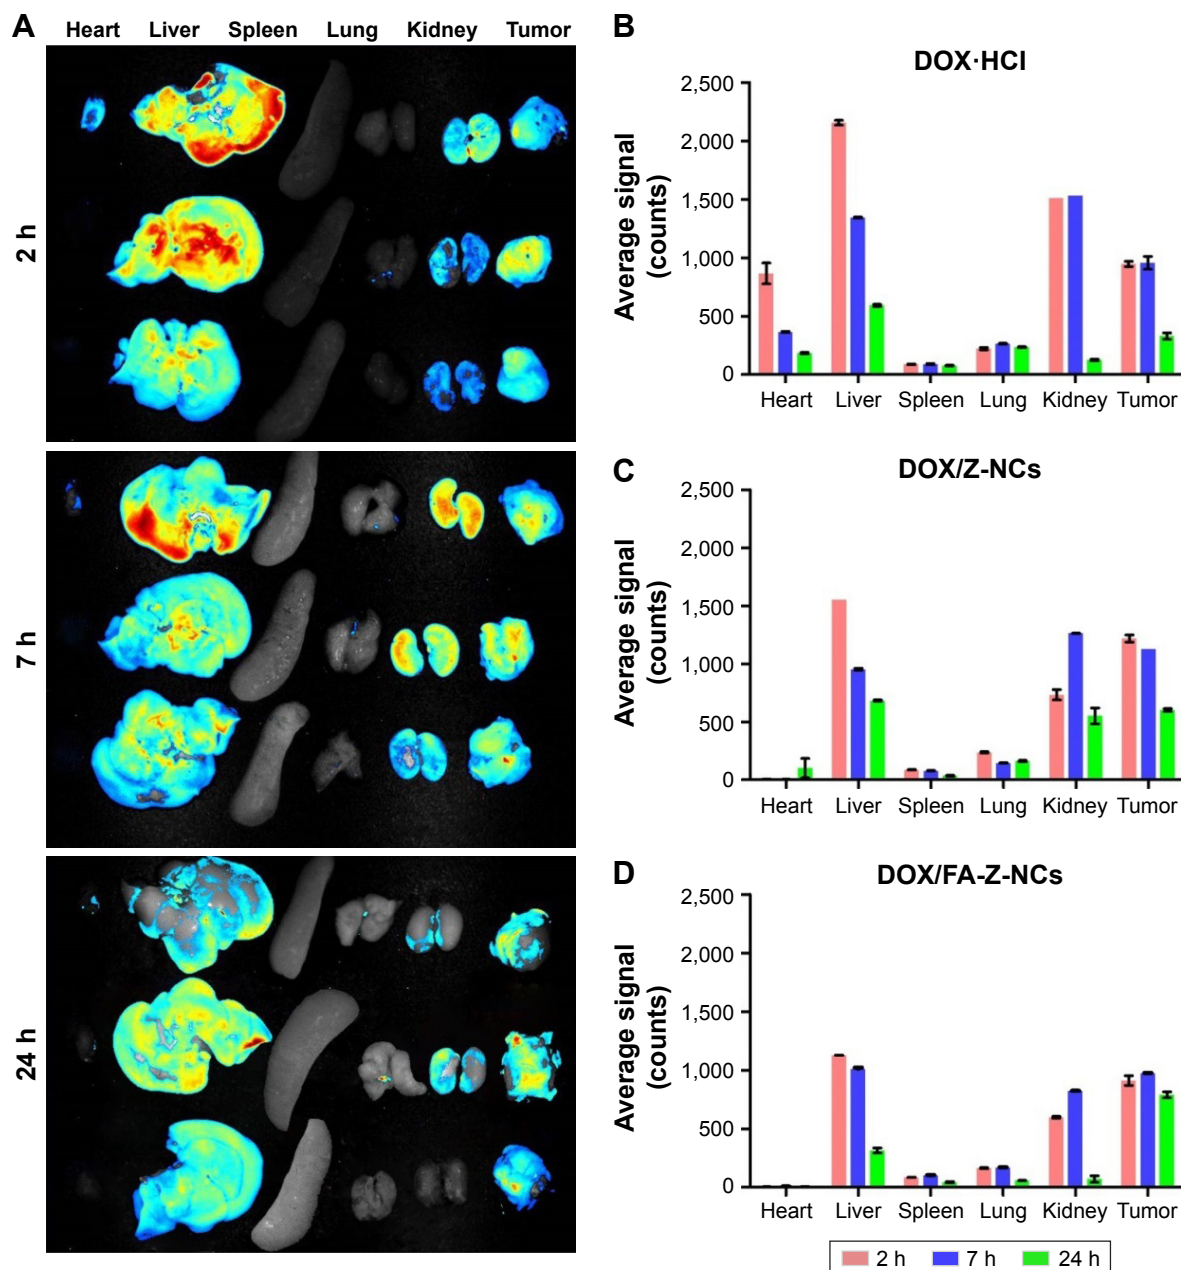 A
Heart Liver Spleen Lung Kidney Tumor
2 h
7 h
24 h
B
DOX·HCl
Average signal
(counts)
2,500
2,000
1,500
1,000
500
0
Heart Liver Spleen Lung Kidney Tumor
C
DOX/Z-NCs
Average signal
(counts)
2,500
2,000
1,500
1,000
500
0
Heart Liver Spleen Lung Kidney Tumor
D
DOX/FA-Z-NCs
Average signal
(counts)
2,500
2,000
1,500
1,000
500
0
Heart Liver Spleen Lung Kidney Tumor
2 h 7 h 24 h